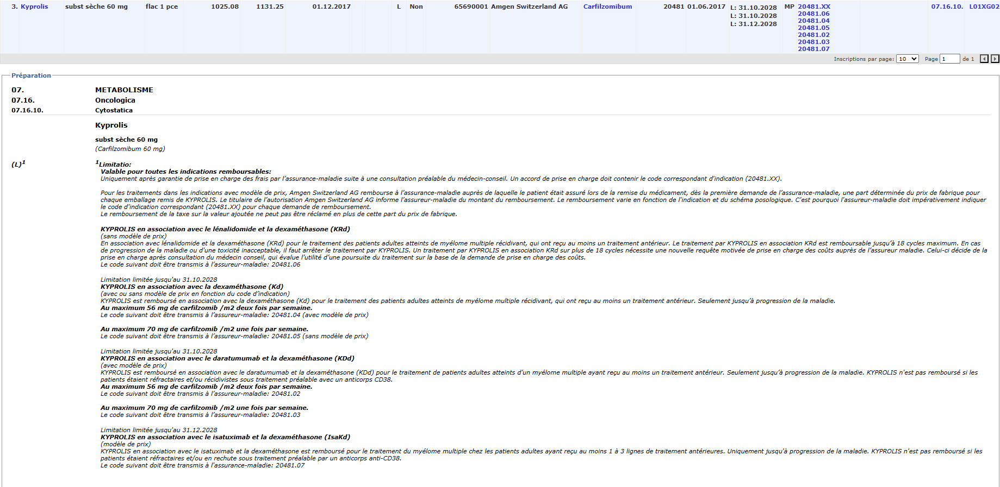 3. Kyprolis subst sèche 60 mg flac 1 pce 1025.08 1131.25 01.12.2017 L Non 65690001 Amgen Switzerland AG Carfilzomibum 20481 01.06.2017 L: 31.10.2028 MP 20481.XX 07.16.10. L01XG02
L: 31.10.2028 20481.06
L: 31.12.2028 20481.04
20481.05
20481.02
20481.03
20481.07
Inscriptions par page: 10 Page 1 de 1
Préparation
07. METABOLISME
07.16. Oncologica
07.16.10. Cytostatica
Kyprolis
subst sèche 60 mg
(Carfilzomibum 60 mg)
(L)1 1Limitatio:
Valable pour toutes les indications remboursables:
Uniquement après garantie de prise en charge des frais par l’assurance-maladie suite à une consultation préalable du médecin-conseil. Un accord de prise en charge doit contenir le code correspondant d'indication (20481.XX).
Pour les traitements dans les indications avec modèle de prix, Amgen Switzerland AG rembourse à l’assurance-maladie auprès de laquelle le patient était assuré lors de la remise du médicament, dès la première demande de l’assurance-maladie, une part déterminée du prix de fabrique pour
chaque emballage remis de KYPROLIS. Le titulaire de l’autorisation Amgen Switzerland AG informe l’assureur-maladie du montant du remboursement. Le remboursement varie en fonction de l'indication et du schéma posologique. C'est pourquoi l'assureur-maladie doit impérativement indiquer
le code d'indication correspondant (20481.XX) pour chaque demande de remboursement.
Le remboursement de la taxe sur la valeur ajoutée ne peut pas être réclamé en plus de cette part du prix de fabrique.
KYPROLIS en association avec le lénalidomide et la dexaméthasone (KRd)
(sans modèle de prix)
En association avec lénalidomide et la dexaméthasone (KRd) pour le traitement des patients adultes atteints de myélome multiple récidivant, qui ont reçu au moins un traitement antérieur. Le traitement par KYPROLIS en association KRd est remboursable jusqu’à 18 cycles maximum. En cas
de progression de la maladie ou d'une toxicité inacceptable, il faut arrêter le traitement par KYPROLIS. Un traitement par KYPROLIS en association KRd sur plus de 18 cycles nécessite une nouvelle requête motivée de prise en charge des coûts auprès de l’assureur maladie. Celui-ci décide de la
prise en charge après consultation du médecin conseil, qui évalue l’utilité d’une poursuite du traitement sur la base de la demande de prise en charge des coûts.
Le code suivant doit être transmis à l’assureur-maladie: 20481.06
Limitation limitée jusqu'au 31.10.2028
KYPROLIS en association avec la dexaméthasone (Kd)
(avec ou sans modèle de prix en fonction du code d’indication)
KYPROLIS est remboursé en association avec la dexaméthasone (Kd) pour le traitement des patients adultes atteints de myélome multiple récidivant, qui ont reçu au moins un traitement antérieur. Seulement jusqu’à progression de la maladie.
Au maximum 56 mg de carfilzomib /m2 deux fois par semaine.
Le code suivant doit être transmis à l’assureur-maladie: 20481.04 (avec modèle de prix)
Au maximum 70 mg de carfilzomib /m2 une fois par semaine.
Le code suivant doit être transmis à l’assureur-maladie: 20481.05 (sans modèle de prix)
Limitation limitée jusqu'au 31.10.2028
KYPROLIS en association avec le daratumumab et la dexaméthasone (KDd)
(avec modèle de prix)
KYPROLIS est remboursé en association avec le daratumumab et la dexaméthasone (KDd) pour le traitement de patients adultes atteints d’un myélome multiple ayant reçu au moins un traitement antérieur. Seulement jusqu’à progression de la maladie. KYPROLIS n'est pas remboursé si les
patients étaient réfractaires et/ou récidivistes sous traitement préalable avec un anticorps CD38.
Au maximum 56 mg de carfilzomib /m2 deux fois par semaine.
Le code suivant doit être transmis à l’assureur-maladie: 20481.02
Au maximum 70 mg de carfilzomib /m2 une fois par semaine.
Le code suivant doit être transmis à l’assureur-maladie: 20481.03
Limitation limitée jusqu'au 31.12.2028
KYPROLIS en association avec le isatuximab et la dexaméthasone (IsaKd)
(modèle de prix)
KYPROLIS en association avec le isatuximab et la dexaméthasone est remboursé pour le traitement du myélome multiple chez les patients adultes ayant reçu au moins 1 à 3 lignes de traitement antérieures. Uniquement jusqu'à progression de la maladie. KYPROLIS n'est pas remboursé si les
patients étaient réfractaires et/ou en rechute sous traitement préalable par un anticorps anti-CD38.
Le code suivant doit être transmis à l'assurance-maladie: 20481.07